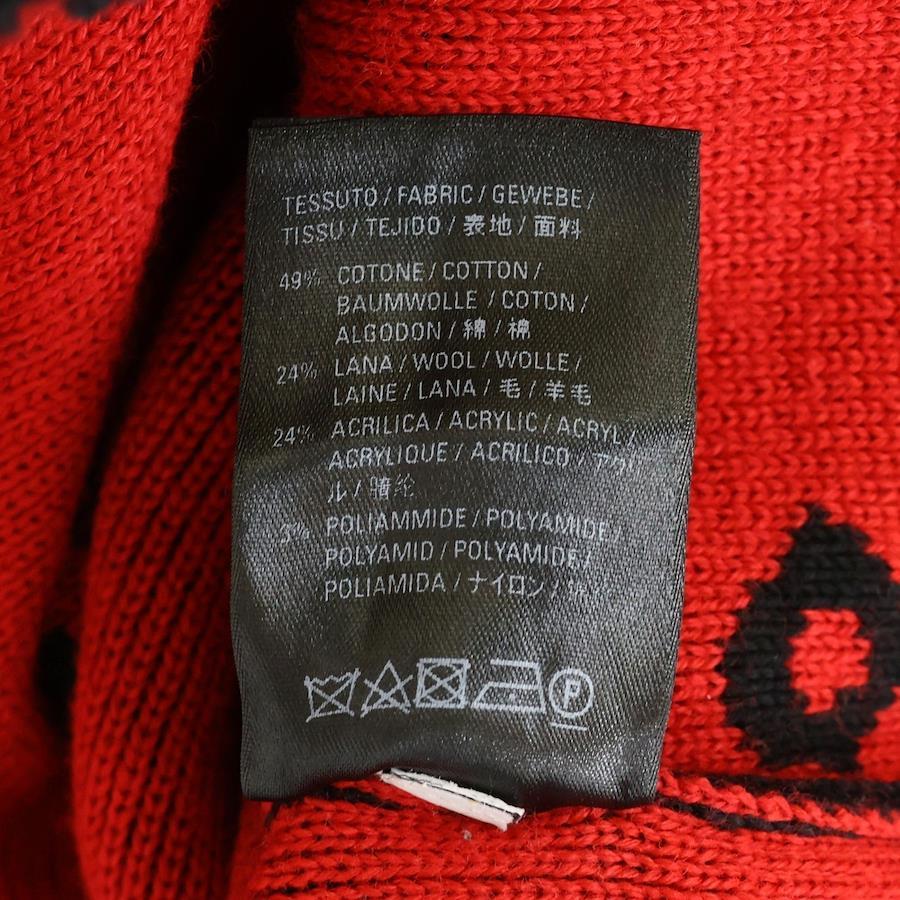 TESSUTO / FABRIC / GEWEBE /
TISSU / TEJIDO / 表地 / 面料
49% COTONE / COTTON /
BAUMWOLLE / COTON /
ALGODON / 綿 / 棉
24% LANA / WOOL / WOLLE /
LAINE / LANA / 毛 / 羊毛
24% ACRILICA / ACRYLIC / ACRYL /
ACRYLIQUE / ACRILICO / アクリ
ル / 腈纶
3% POLIAMMIDE / POLYAMIDE /
POLYAMID / POLYAMIDE /
POLIAMIDA / ナイロン /
P